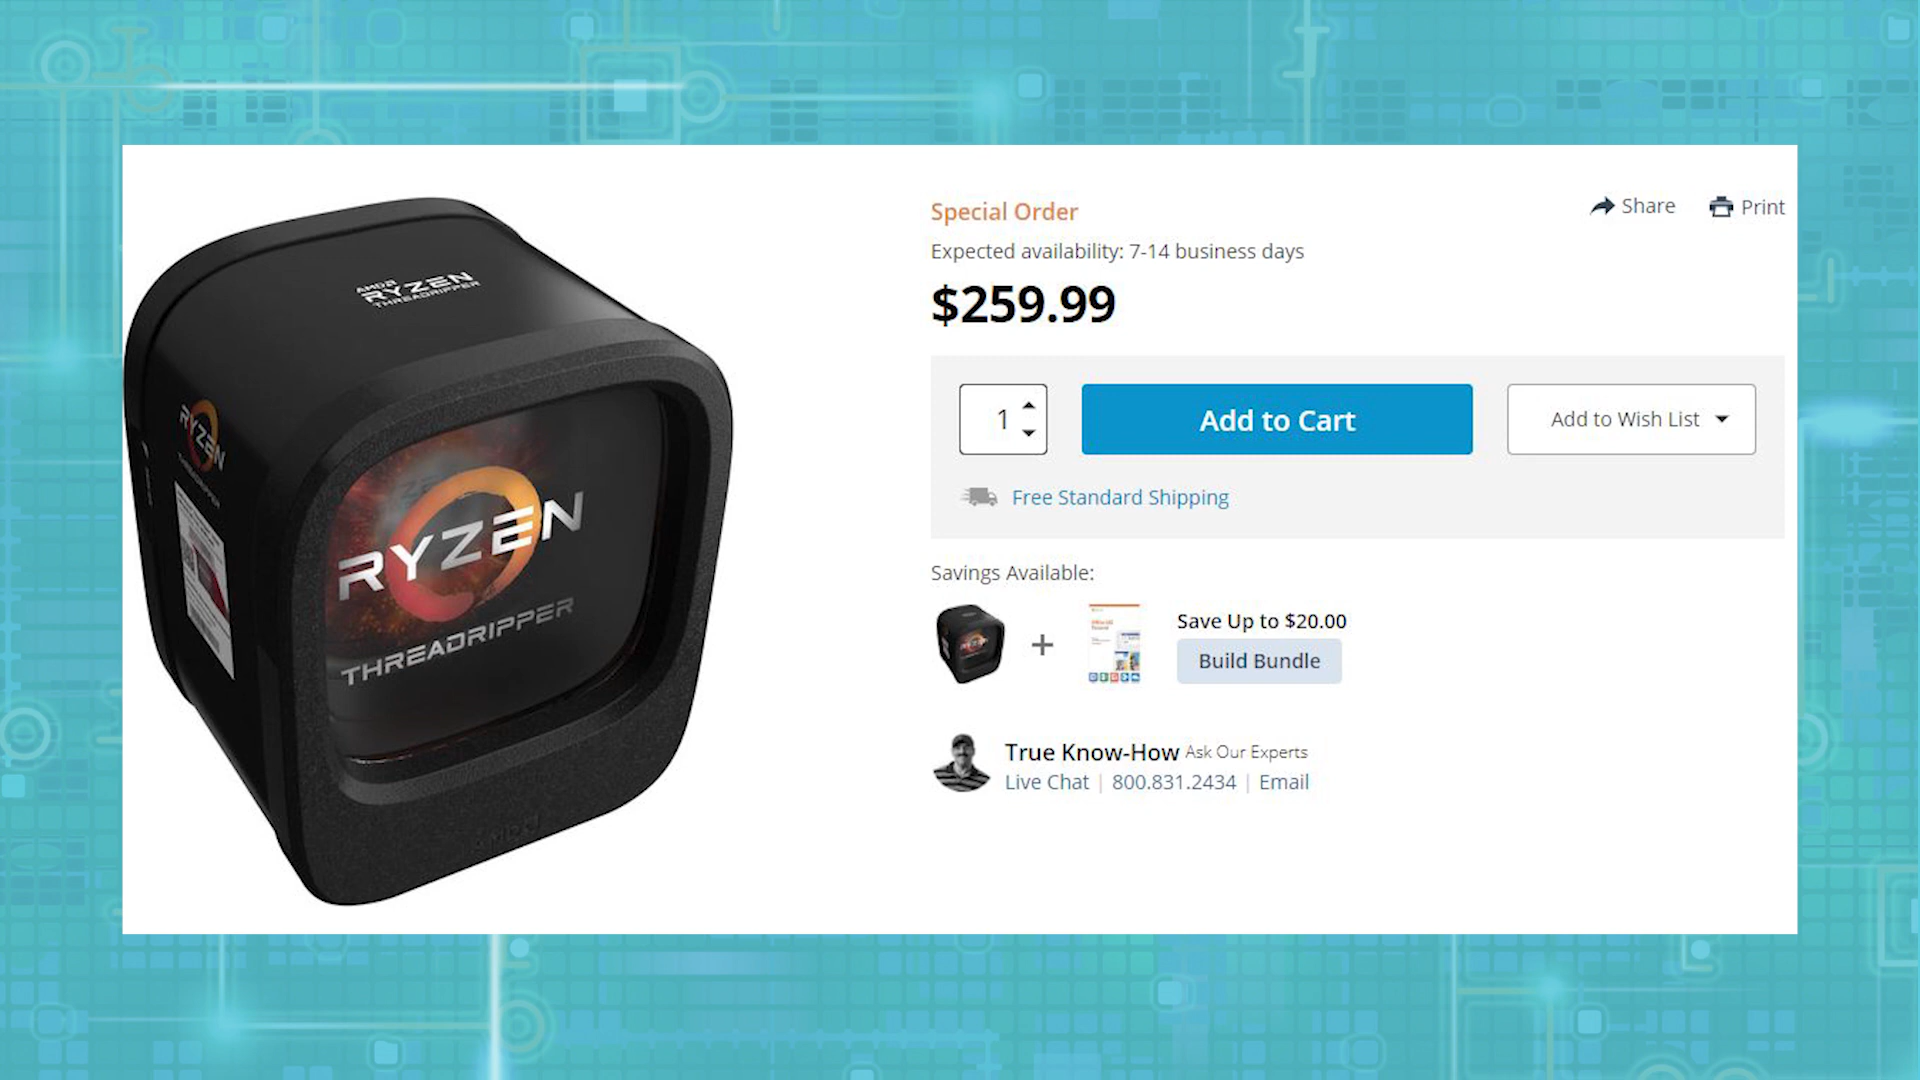 AMD
RYZEN
THREADRIPPER
RYZEN
THREADRIPPER
RYZEN
THREADRIPPER
AMD
Special Order
Expected availability: 7-14 business days
$259.99
Share
Print
1
Add to Cart
Add to Wish List
Free Standard Shipping
Savings Available:
RYZEN
Save Up to $20.00
Build Bundle
True Know-How Ask Our Experts
Live Chat | 800.831.2434 | Email